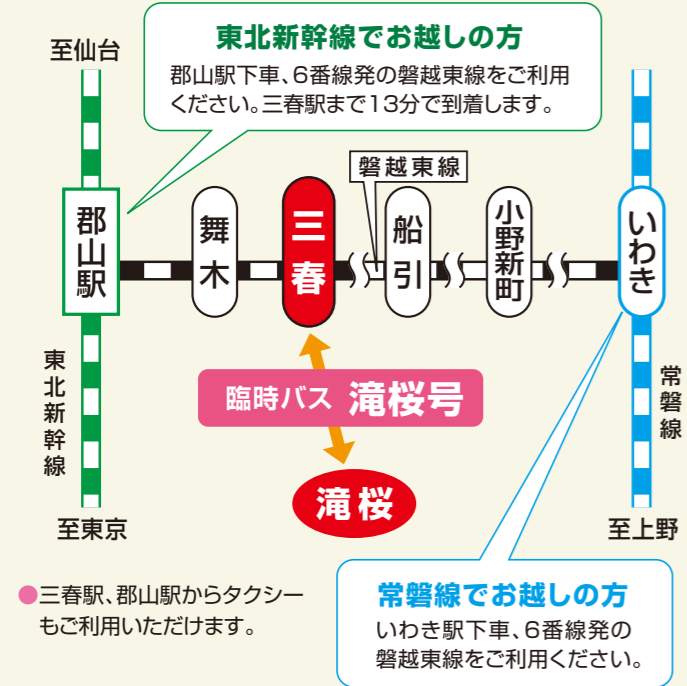 東北新幹線でお越しの方
郡山駅下車、6番線発の磐越東線をご利用
ください。三春駅まで13分で到着します。
至仙台
磐越東線
郡山駅
舞木
三春
船引
小野新町
いわき
東北新幹線
常磐線
臨時バス 滝桜号
滝桜
至東京
至上野
●三春駅、郡山駅からタクシー
もご利用いただけます。
常磐線でお越しの方
いわき駅下車、6番線発の
磐越東線をご利用ください。